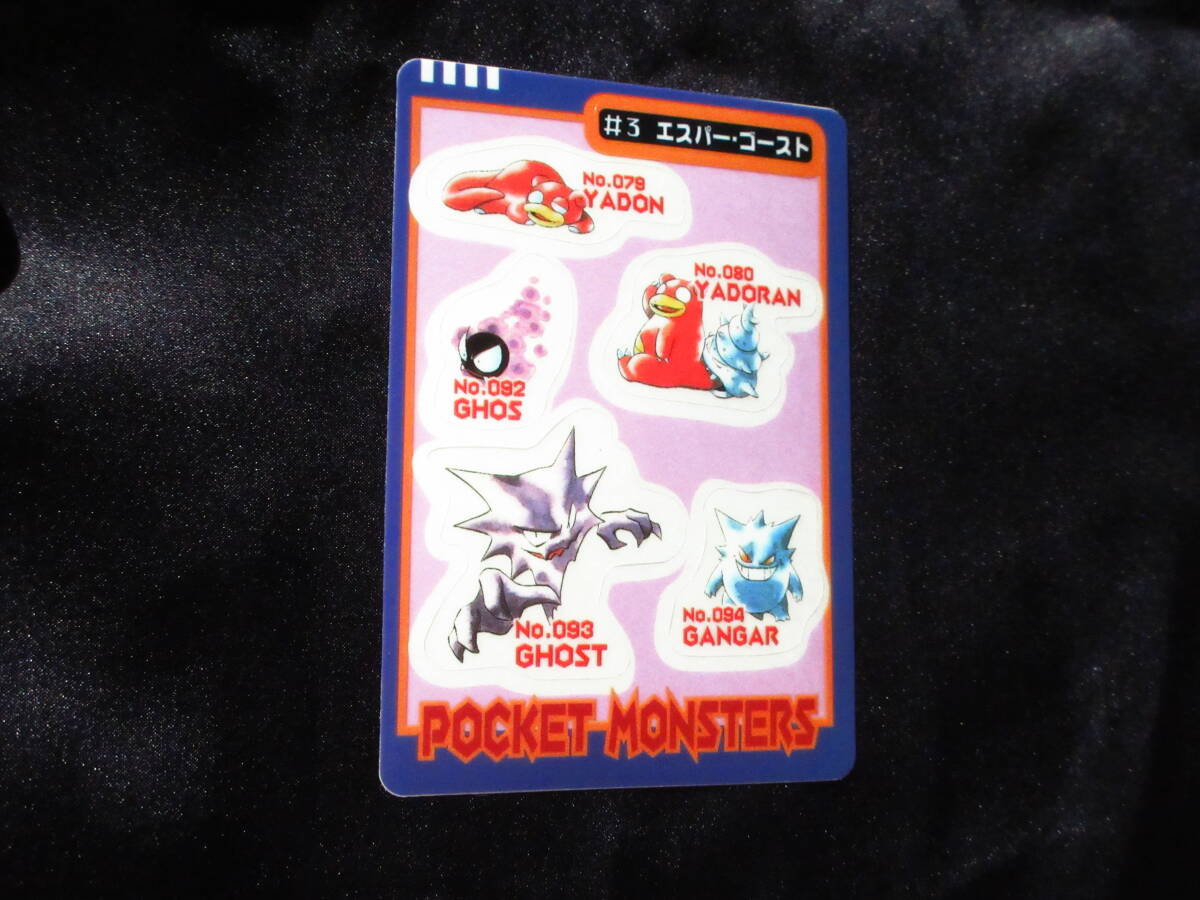 #3 エスパー・ゴースト
No.079
YADON
No.080
YADORAN
No.092
GHOS
No.093
GHOST
No.094
GANGAR
POCKET MONSTERS